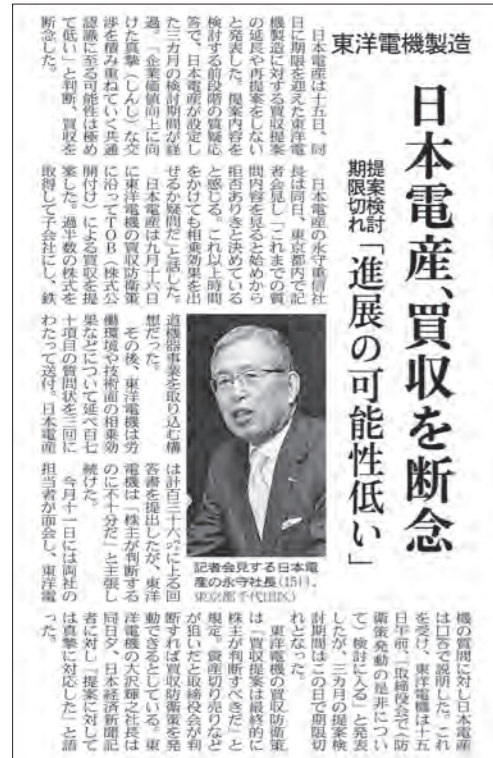 東洋電機製造
日本電産、買収を断念
提案検討
期限切れ
「進展の可能性低い」
日本電産は十五日、同
日に期限を迎えた東洋電
機製造に対する買収提案
の延長や再提案をしない
と発表した。提案内容を
検討する前段階の質疑応
答で、日本電産が設定し
た三カ月の検討期間が経
過。「企業価値向上に向
けた真摯(しんし)な交
渉を積み重ねていく共通
認識に至る可能性は極め
て低い」と判断、買収を
断念した。
日本電産の永守重信社
長は同日、東京都内で記
者会見し「これまでの質
問内容を見ると始めから
拒否ありきと決めている
と感じる。これ以上時間
をかけても相乗効果を出
せるか疑問だ」と話した。
日本電産は九月十六日
に東洋電機の買収防衛策
に沿ってTOB(株式公
開付け)による買収を提
案した。過半数の株式を
取得して子会社にし、鉄
道機器事業を取り込む構
想だった。
その後、東洋電機は労
働環境や技術面の相乗効
果などについて延べ百七
十項目の質問状を三回に
わたって送付。日本電産
は計百三十六㌻に上る回
答書を提出したが、東洋
電機は「株主が判断する
のに不十分だ」と主張し
続けた。
今月十一日には両社の
担当者が面会し、東洋電
記者会見する日本電
産の永守社長(15日、
東京都千代田区)
機の質問に対し日本電産
は口答で説明した。これ
を受け、東洋電機は十五
日午前、「取締役会で(防
衛策発動の是非につい
て)検討に入る」と発表
したが、三カ月の提案検
討期間はこの日で期限切
れとなった。
東洋電機の買収防衛策
は「買収提案は最終的に
株主が判断すべきだ」と
規定。資産切り売りなど
が狙いだと取締役会が判
断すれば買収防衛策を発
動できるとしている。東
洋電機の大沢輝之社長は
同日夕、日本経済新聞記
者に対し「提案に対して
は真摯に対応した」と語
った。